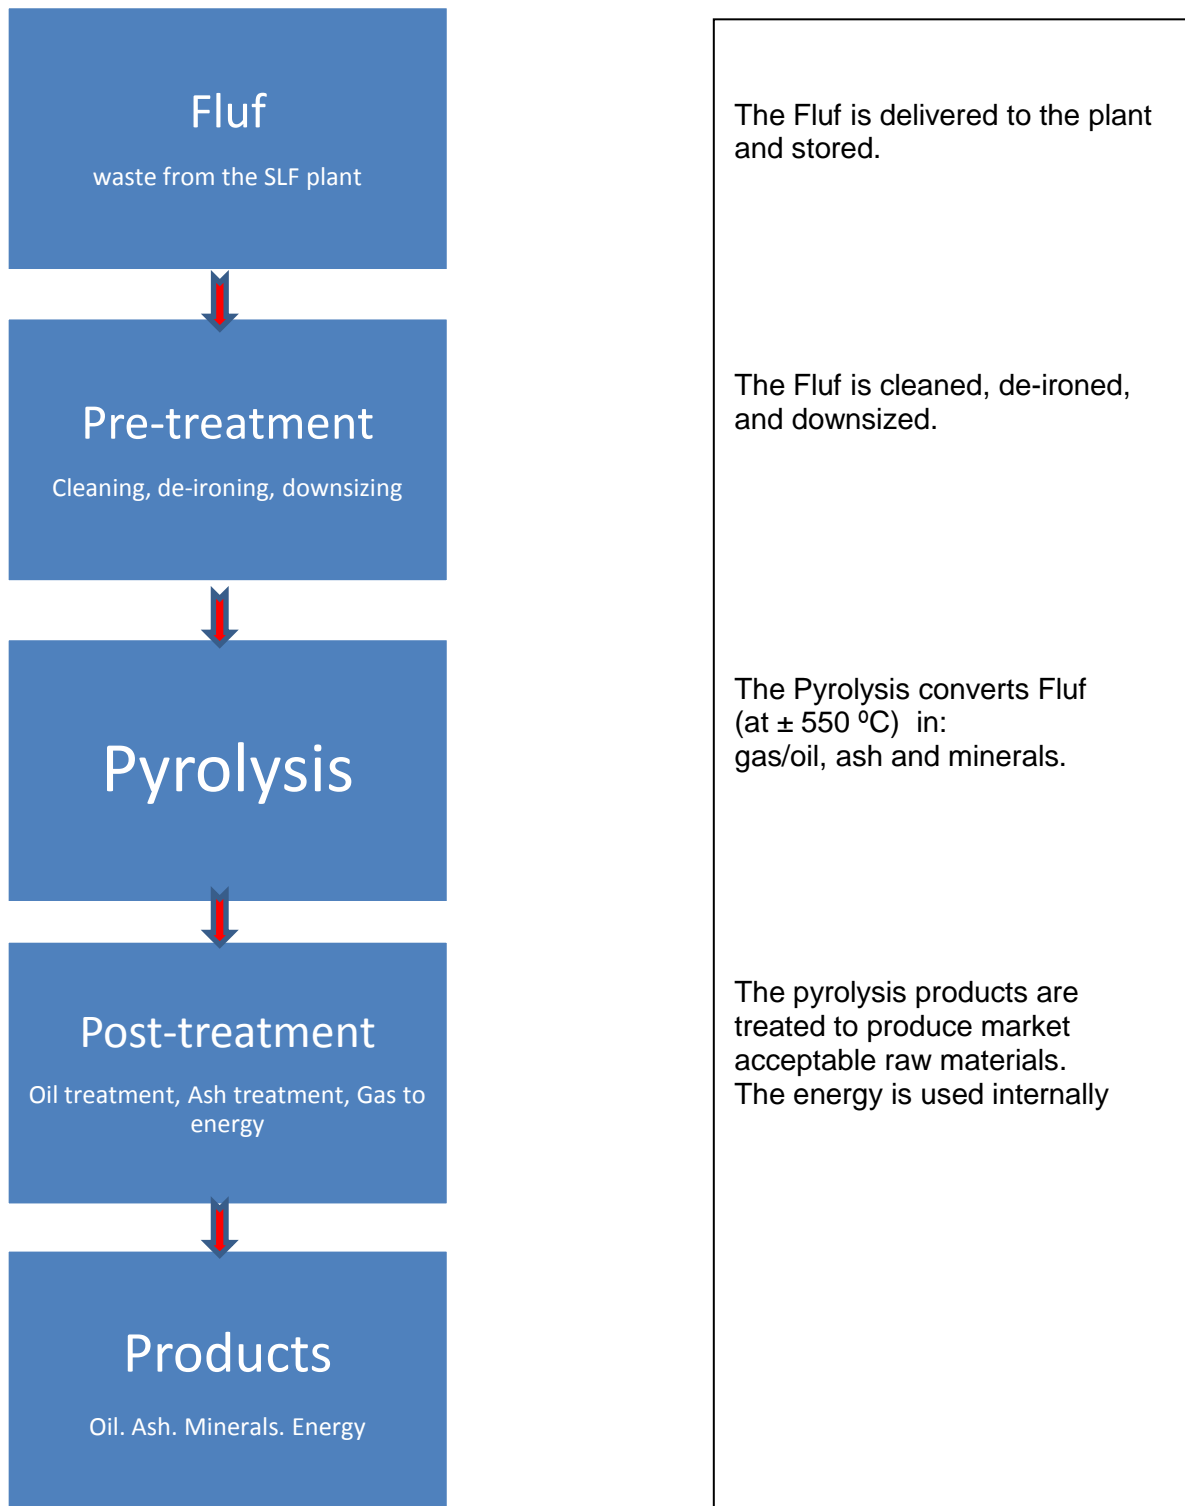 Fluf
waste from the SLF plant
The Fluf is delivered to the plant
and stored.
Pre-treatment
Cleaning, de-ironing, downsizing
The Fluf is cleaned, de-ironed,
and downsized.
Pyrolysis
The Pyrolysis converts Fluf
(at ± 550 ºC)  in:
gas/oil, ash and minerals.
Post-treatment
Oil treatment, Ash treatment, Gas to
energy
The pyrolysis products are
treated to produce market
acceptable raw materials.
The energy is used internally
Products
Oil. Ash. Minerals. Energy